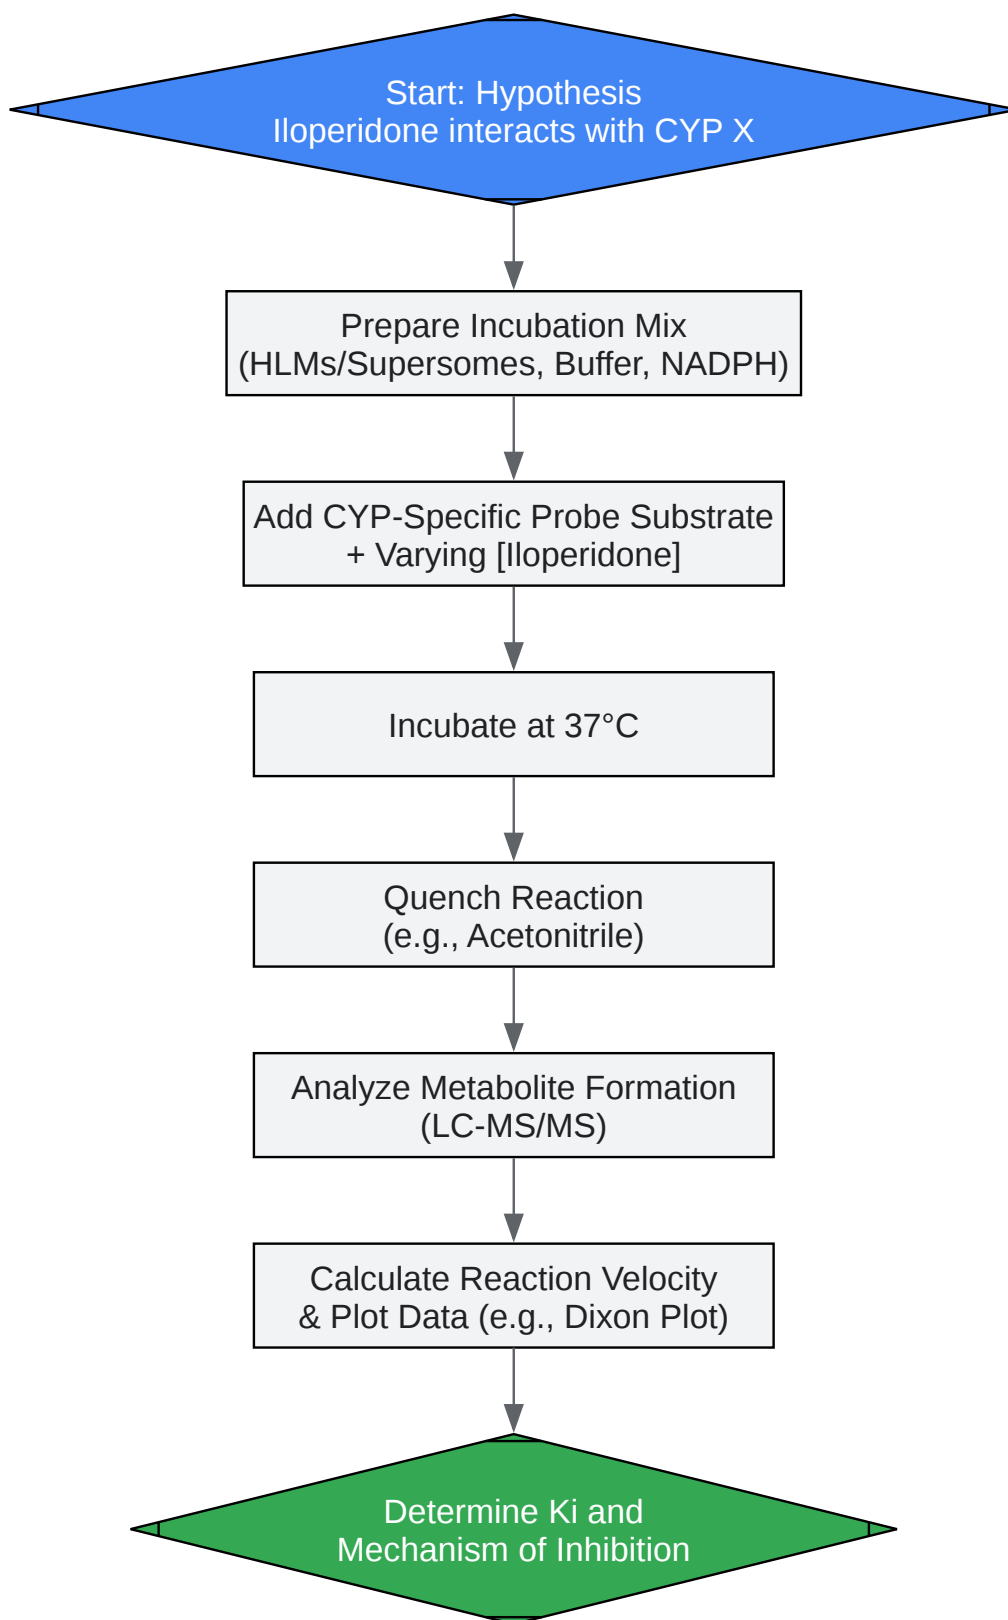 Start: Hypothesis
Iloperidone interacts with CYP X
Prepare Incubation Mix
(HLMs/Supersomes, Buffer, NADPH)
Add CYP-Specific Probe Substrate
+ Varying [Iloperidone]
Incubate at 37°C
Quench Reaction
(e.g., Acetonitrile)
Analyze Metabolite Formation
(LC-MS/MS)
Calculate Reaction Velocity
& Plot Data (e.g., Dixon Plot)
Determine Ki and
Mechanism of Inhibition